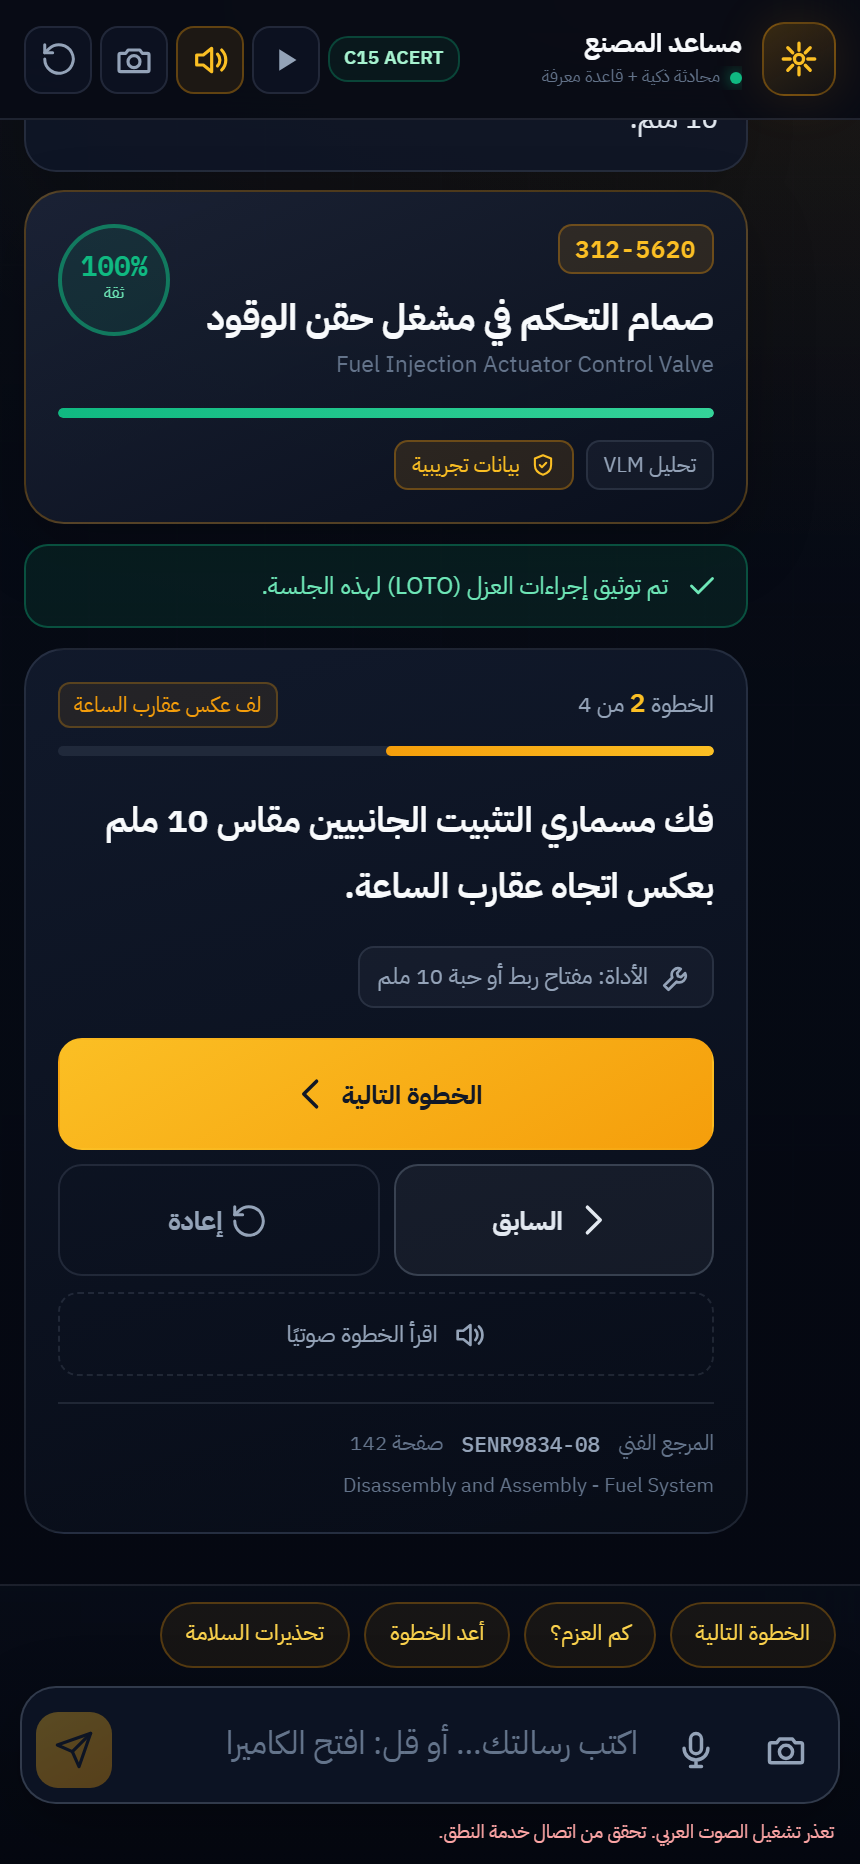 مساعد المصنع
محادثة ذكية + قاعدة معرفة
C15 ACERT
10 ملم.
312-5620
100%
ثقة
صمام التحكم في مشغل حقن الوقود
Fuel Injection Actuator Control Valve
تحليل VLM
بيانات تجريبية
تم توثيق إجراءات العزل (LOTO) لهذه الجلسة.
الخطوة 2 من 4
لف عكس عقارب الساعة
فك مسماري التثبيت الجانبيين مقاس 10 ملم
بعكس اتجاه عقارب الساعة.
الأداة: مفتاح ربط أو حبة 10 ملم
الخطوة التالية
السابق
إعادة
اقرأ الخطوة صوتيًا
المرجع الفني SENR9834-08 صفحة 142
Disassembly and Assembly - Fuel System
الخطوة التالية
كم العزم؟
أعد الخطوة
تحذيرات السلامة
اكتب رسالتك... أو قل: افتح الكاميرا
تعذر تشغيل الصوت العربي. تحقق من اتصال خدمة النطق.